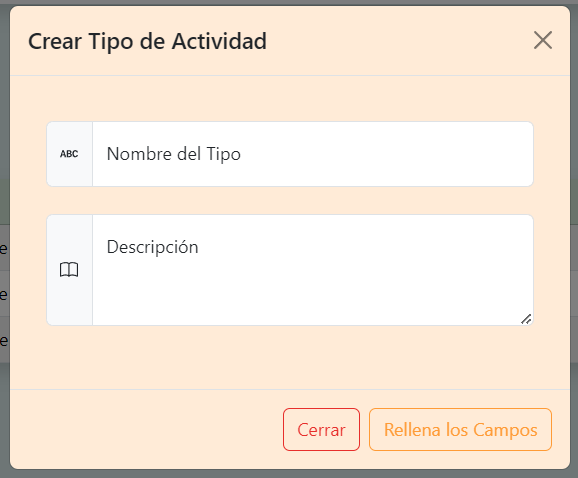 Crear Tipo de Actividad
ABC
Nombre del Tipo
Descripción
e
e
e
Cerrar
Rellena los Campos